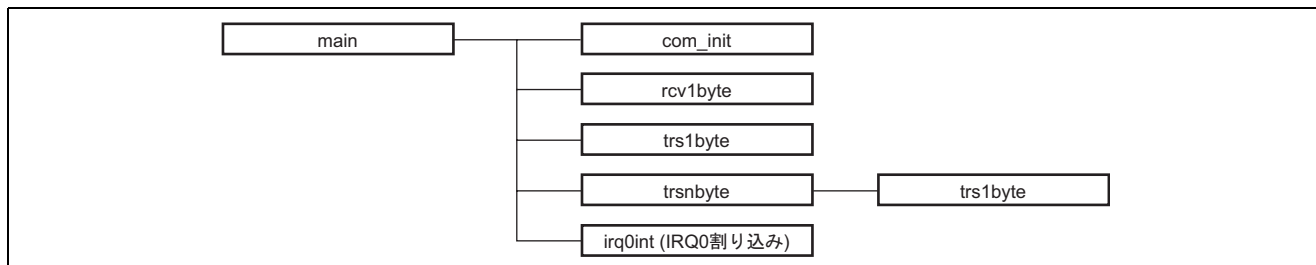 main
com_init
rcv1byte
trs1byte
trsnbyte
trs1byte
irq0int (IRQ0割り込み)